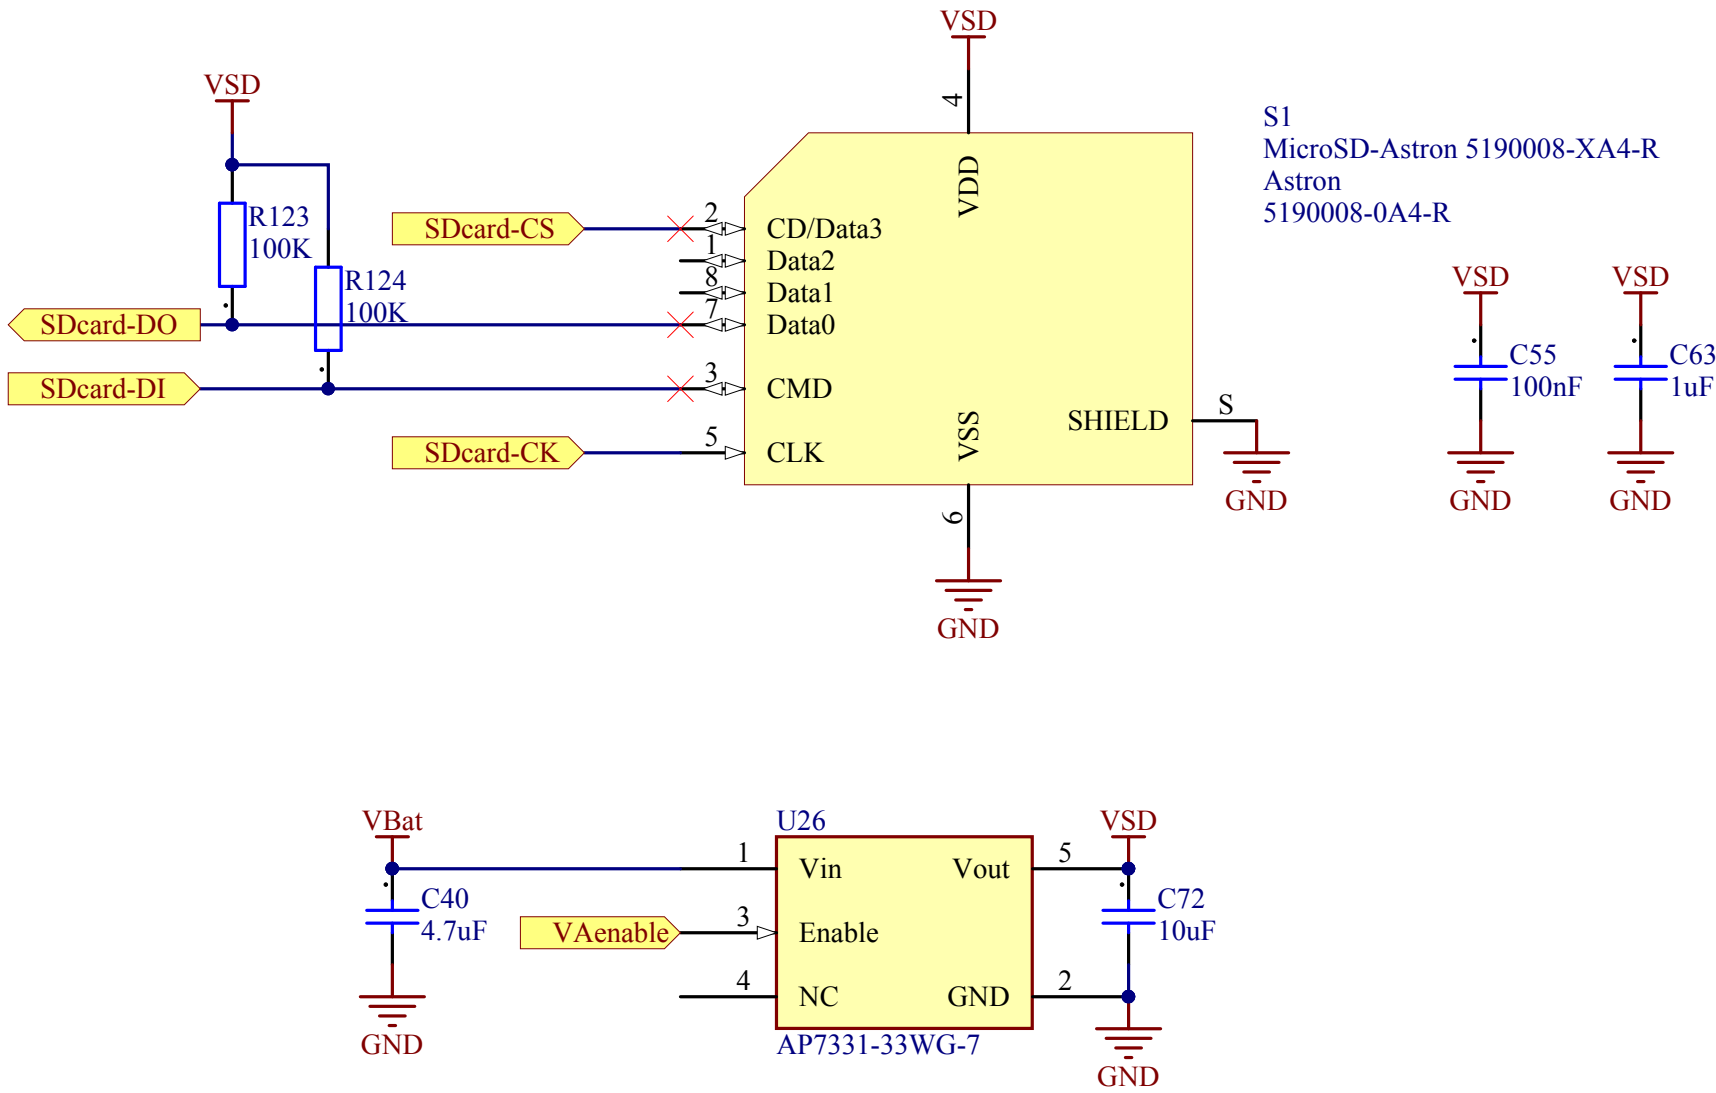 VSD
VSD
4
S1
MicroSD-Astron 5190008-XA4-R
Astron
5190008-0A4-R
VDD
R123
100K
SDcard-CS
2
CD/Data3
1
Data2
R124
100K
8
Data1
SDcard-DO
7
Data0
SDcard-DI
3
CMD
SDcard-CK
5
CLK
VSS
SHIELD
S
GND
6
GND
VSD
C55
100nF
GND
VSD
C63
1uF
GND
VBat
C40
4.7uF
GND
U26
1
Vin
Vout
5
VAenable
3
Enable
4
NC
GND
2
AP7331-33WG-7
VSD
C72
10uF
GND